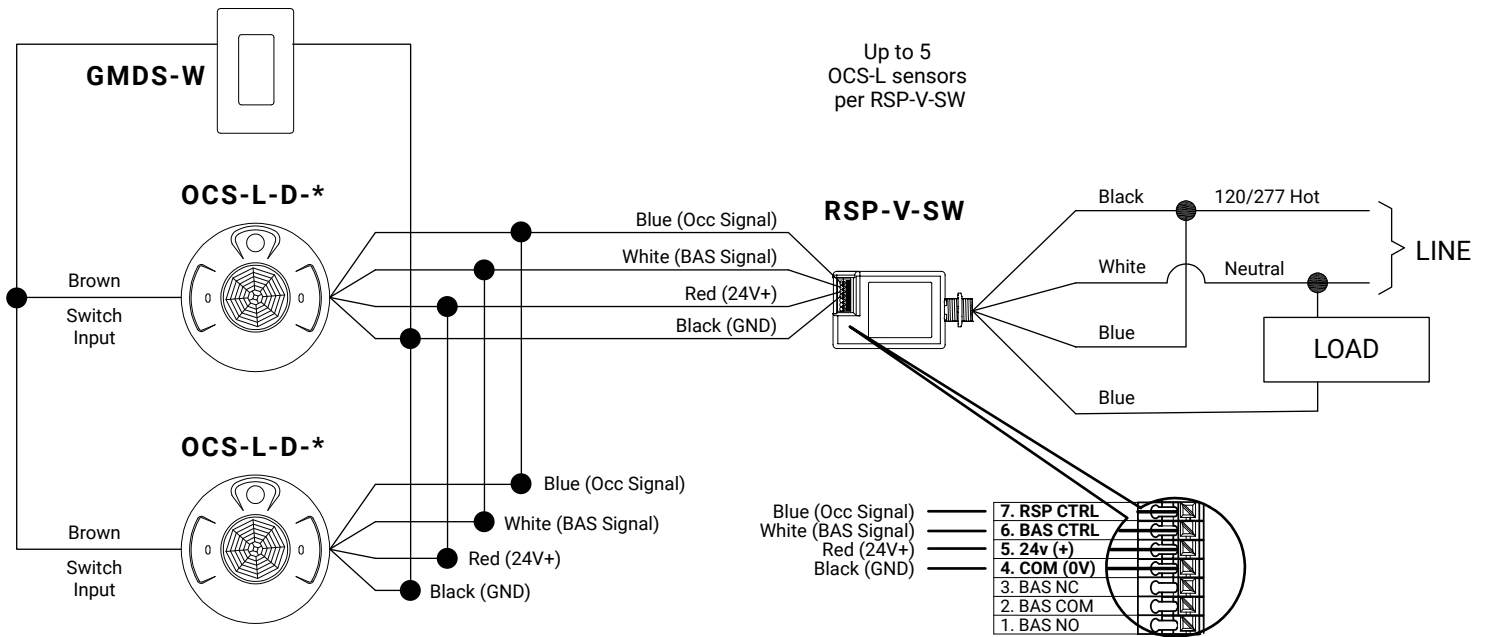 GMDS-W
Up to 5
OCS-L sensors
per RSP-V-SW
OCS-L-D-*
Brown
Switch
Input
Blue (Occ Signal)
White (BAS Signal)
Red (24V+)
Black (GND)
RSP-V-SW
Black
120/277 Hot
White
Neutral
LINE
Blue
LOAD
Blue
OCS-L-D-*
Brown
Switch
Input
Blue (Occ Signal)
White (BAS Signal)
Red (24V+)
Black (GND)
Blue (Occ Signal)
White (BAS Signal)
Red (24V+)
Black (GND)
7. RSP CTRL
6. BAS CTRL
5. 24v (+)
4. COM (0V)
3. BAS NC
2. BAS COM
1. BAS NO